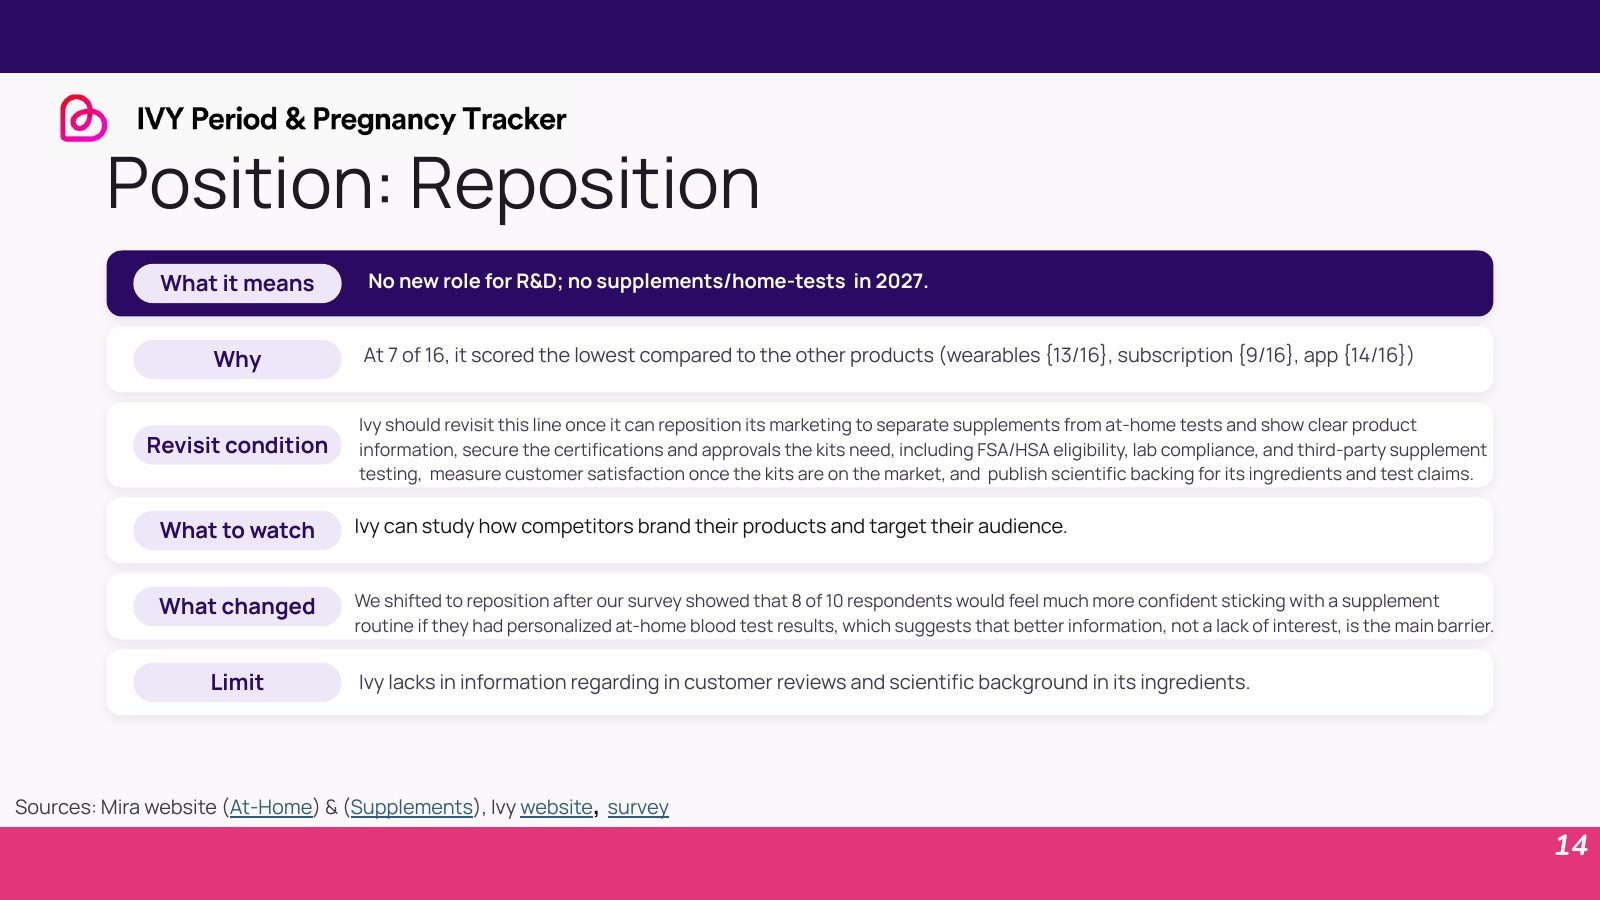 IVY Period & Pregnancy Tracker
Position: Reposition
What it means
No new role for R&D; no supplements/home-tests in 2027.
Why
At 7 of 16, it scored the lowest compared to the other products (wearables {13/16}, subscription {9/16}, app {14/16})
Revisit condition
Ivy should revisit this line once it can reposition its marketing to separate supplements from at-home tests and show clear product
information, secure the certifications and approvals the kits need, including FSA/HSA eligibility, lab compliance, and third-party supplement
testing, measure customer satisfaction once the kits are on the market, and publish scientific backing for its ingredients and test claims.
What to watch
Ivy can study how competitors brand their products and target their audience.
What changed
We shifted to reposition after our survey showed that 8 of 10 respondents would feel much more confident sticking with a supplement
routine if they had personalized at-home blood test results, which suggests that better information, not a lack of interest, is the main barrier.
Limit
Ivy lacks in information regarding in customer reviews and scientific background in its ingredients.
Sources: Mira website (At-Home) & (Supplements), Ivy website, survey
14